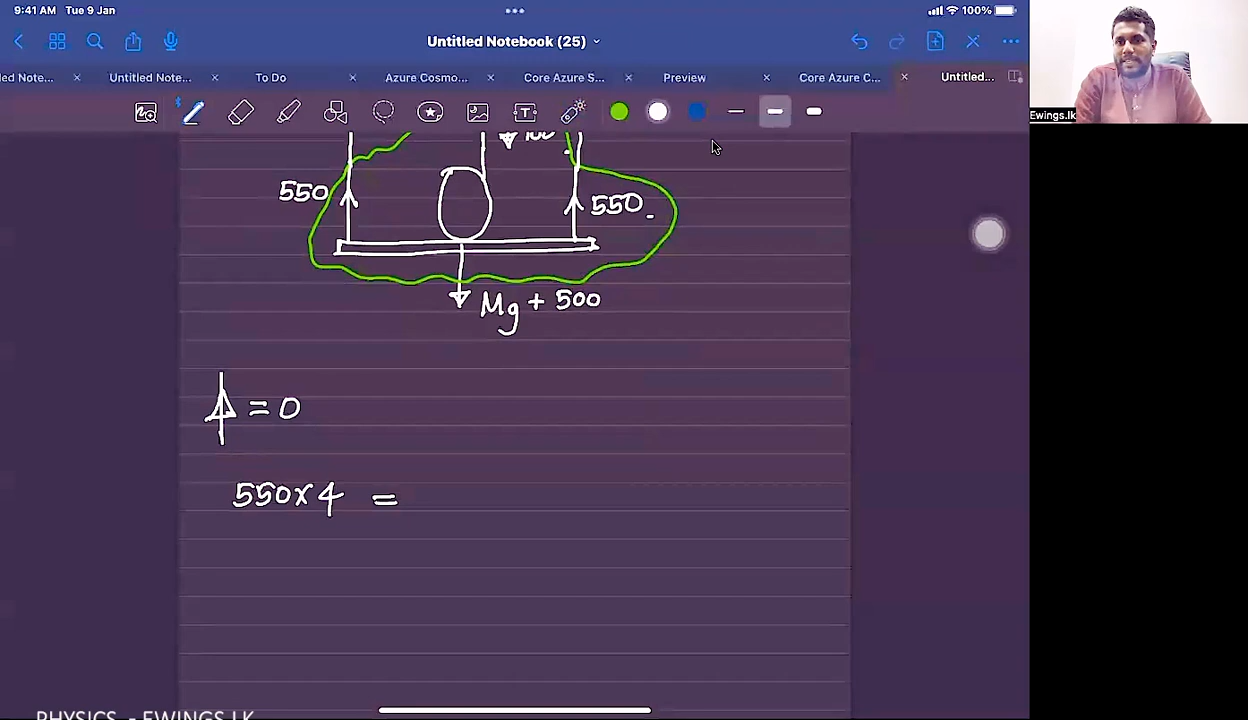 9:41 AM Tue 9 Jan
100%
Untitled Notebook (25)
led Note...
Untitled Note...
To Do
Azure Cosmo...
Core Azure S...
Preview
Core Azure C...
Untitled...
Ewings.lk
550
550.
Mg + 500
= 0
550x4 =
PHYSICS - EWINGS.LK